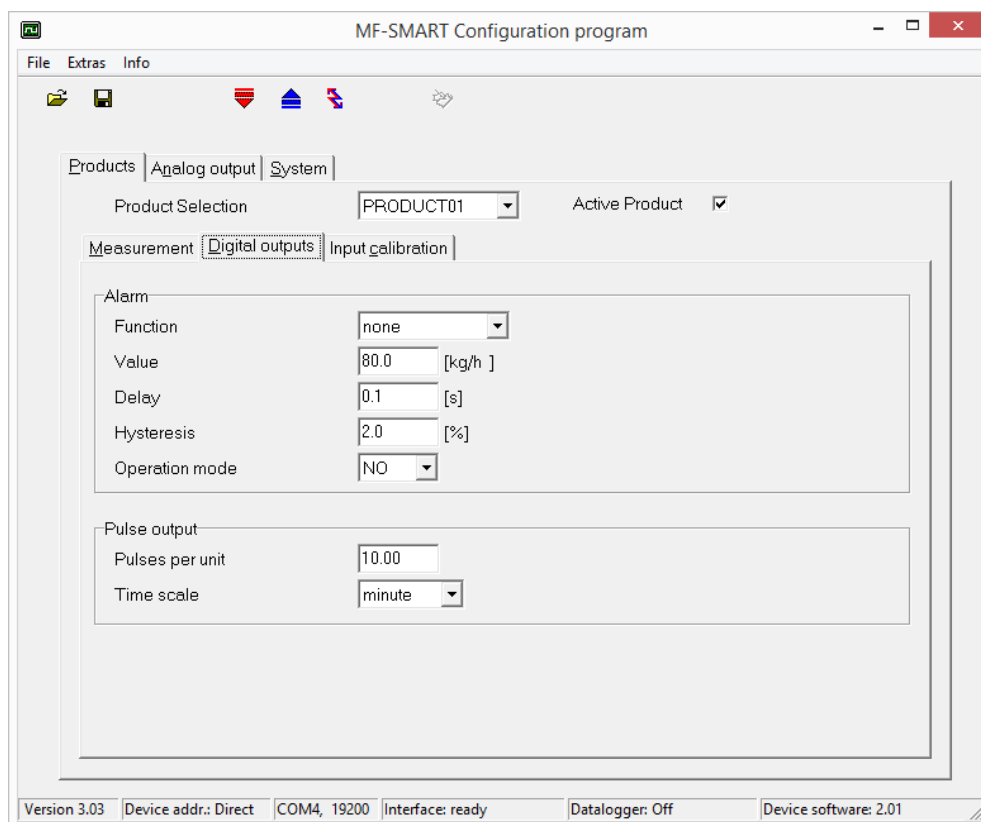 MF-SMART Configuration program
File Extras Info
Products Analog output System
Product Selection PRODUCT01 Active Product
Measurement Digital outputs Input calibration
Alarm
Function none
Value 80.0 [kg/h ]
Delay 0.1 [s]
Hysteresis 2.0 [%]
Operation mode NO
Pulse output
Pulses per unit 10.00
Time scale minute
Version 3.03 Device addr.: Direct COM4, 19200 Interface: ready Datalogger: Off Device software: 2.01